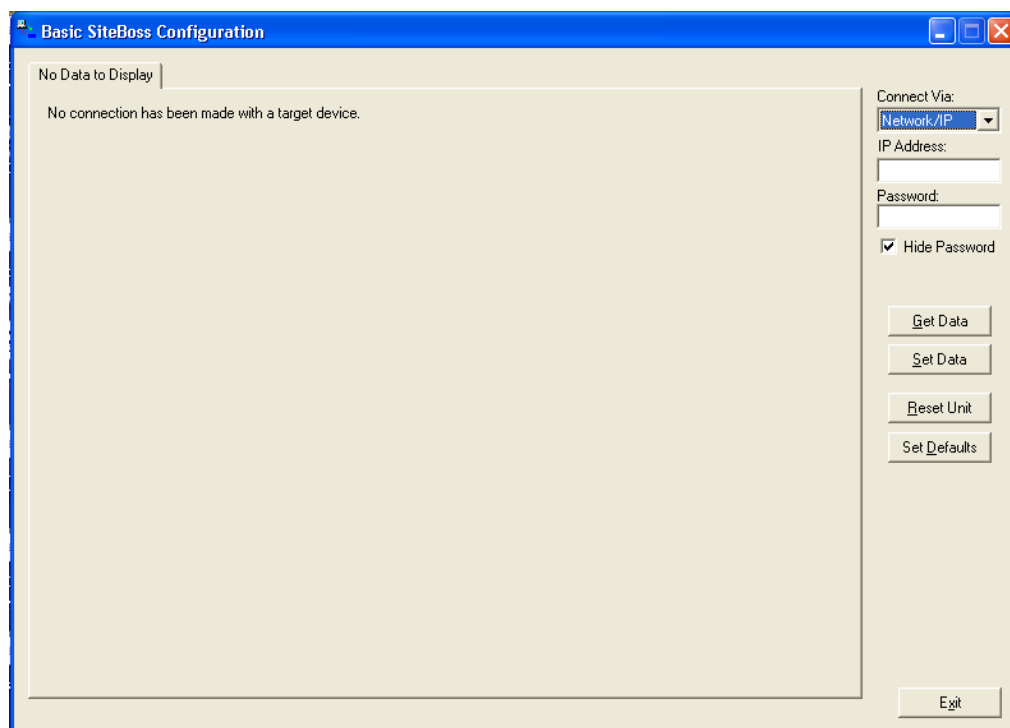 Basic SiteBoss Configuration
No Data to Display
No connection has been made with a target device.
Connect Via:
Network/IP
IP Address:
Password:
Hide Password
Get Data
Set Data
Reset Unit
Set Defaults
Exit